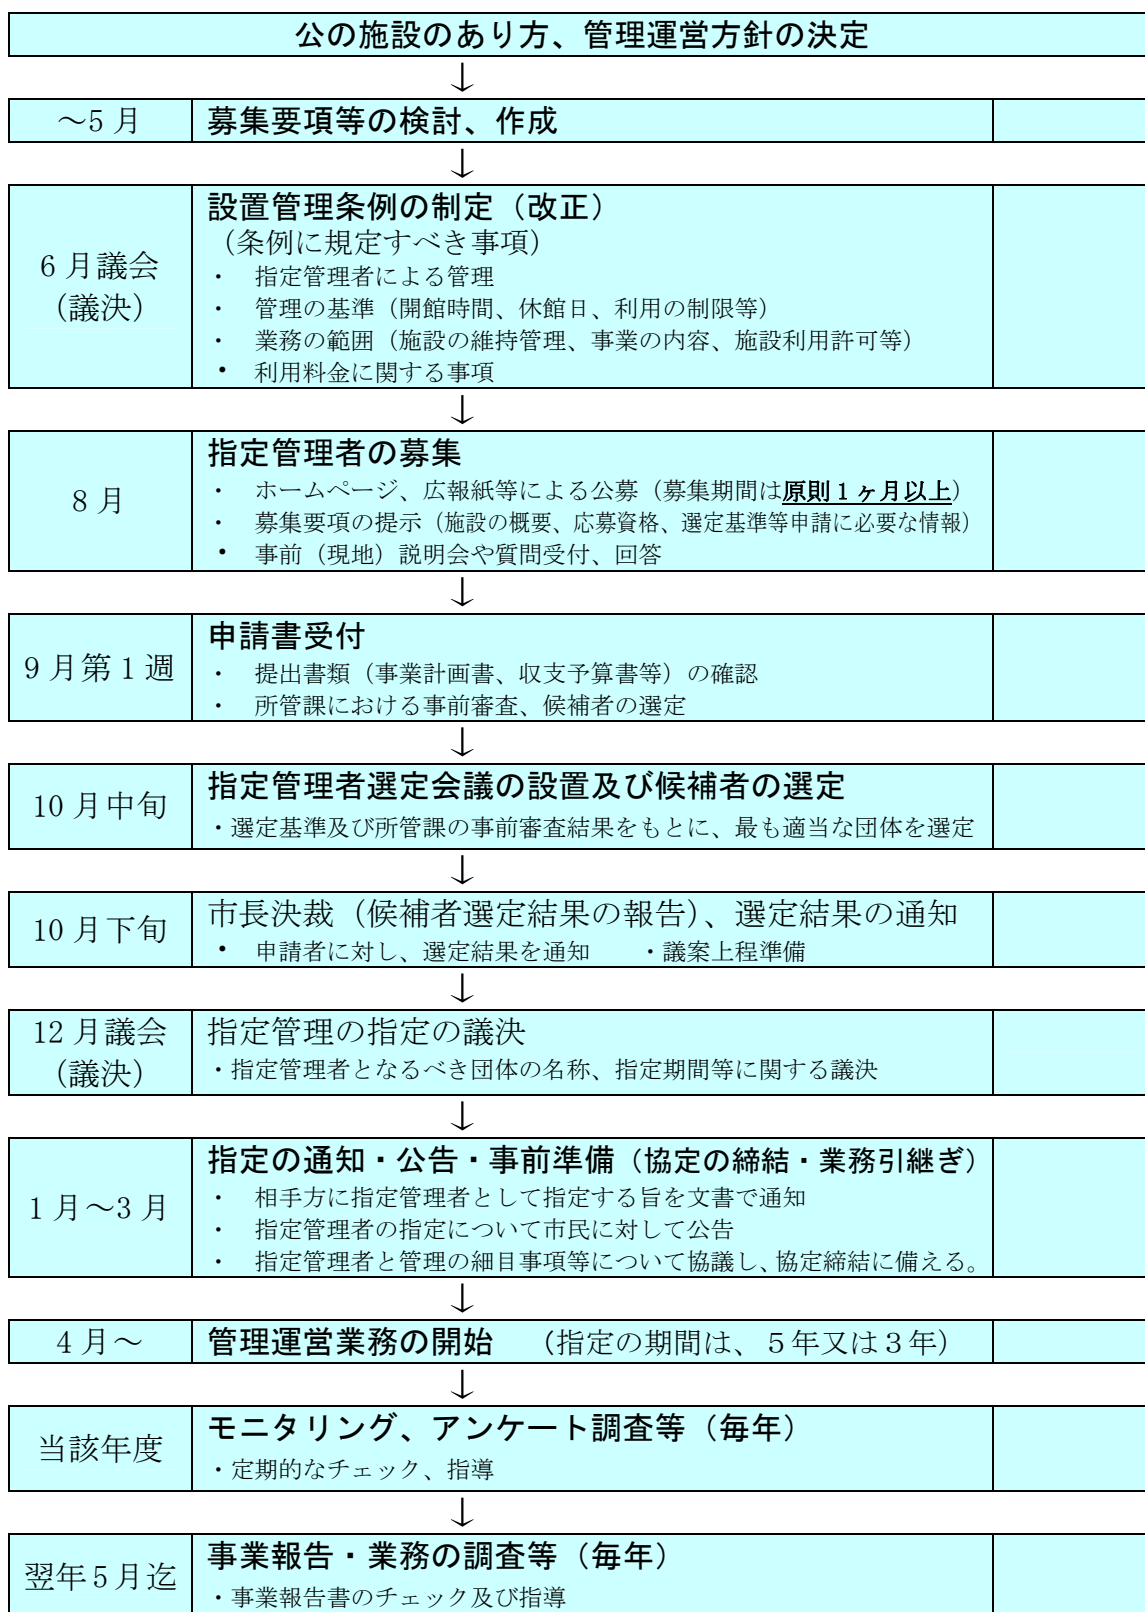 公の施設のあり方、管理運営方針の決定
↓
～5 月
募集要項等の検討、作成
↓
6 月議会
（議決）
設置管理条例の制定（改正）
（条例に規定すべき事項）
・ 指定管理者による管理
・ 管理の基準（開館時間、休館日、利用の制限等）
・ 業務の範囲（施設の維持管理、事業の内容、施設利用許可等）
・ 利用料金に関する事項
↓
8 月
指定管理者の募集
・ ホームページ、広報紙等による公募（募集期間は原則１ヶ月以上）
・ 募集要項の提示（施設の概要、応募資格、選定基準等申請に必要な情報）
・ 事前（現地）説明会や質問受付、回答
↓
9 月第 1 週
申請書受付
・ 提出書類（事業計画書、収支予算書等）の確認
・ 所管課における事前審査、候補者の選定
↓
10 月中旬
指定管理者選定会議の設置及び候補者の選定
・選定基準及び所管課の事前審査結果をもとに、最も適当な団体を選定
↓
10 月下旬
市長決裁（候補者選定結果の報告）、選定結果の通知
・ 申請者に対し、選定結果を通知　　・議案上程準備
↓
12 月議会
（議決）
指定管理の指定の議決
・指定管理者となるべき団体の名称、指定期間等に関する議決
↓
1 月～3 月
指定の通知・公告・事前準備（協定の締結・業務引継ぎ）
・ 相手方に指定管理者として指定する旨を文書で通知
・ 指定管理者の指定について市民に対して公告
・ 指定管理者と管理の細目事項等について協議し、協定締結に備える。
↓
4 月～
管理運営業務の開始　（指定の期間は、５年又は３年）
↓
当該年度
モニタリング、アンケート調査等（毎年）
・定期的なチェック、指導
↓
翌年 5 月迄
事業報告・業務の調査等（毎年）
・事業報告書のチェック及び指導